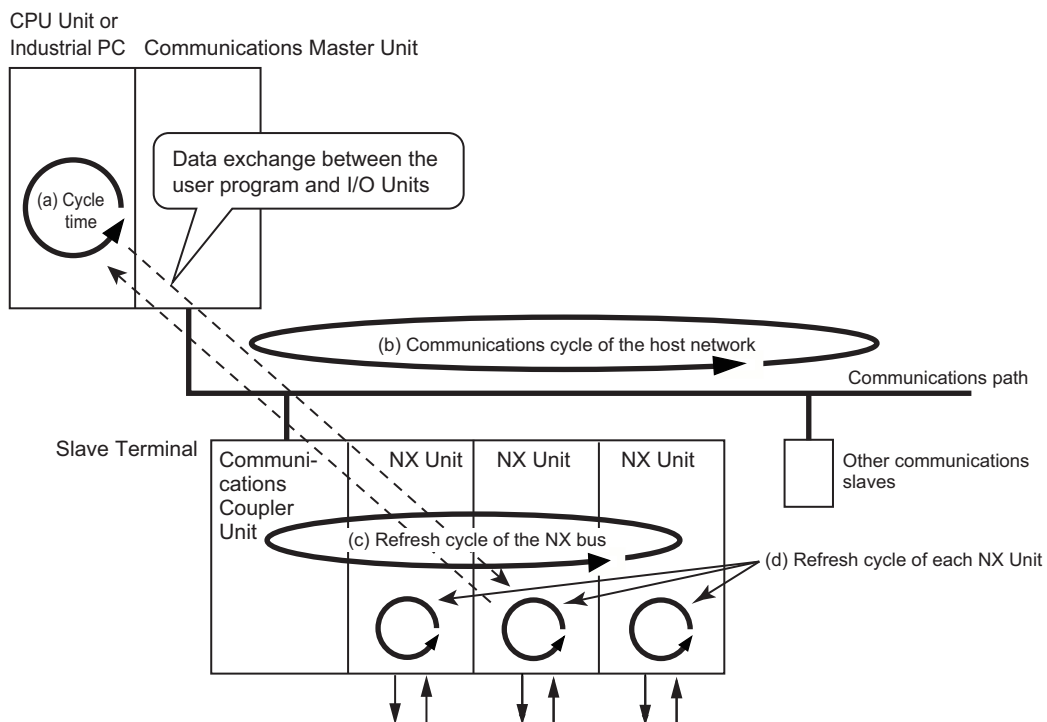 CPU Unit or
Industrial PC
Communications Master Unit
Data exchange between the
user program and I/O Units
(a) Cycle
time
(b) Communications cycle of the host network
Communications path
Slave Terminal
Communi-
cations
Coupler
Unit
NX Unit
NX Unit
NX Unit
Other communications
slaves
(c) Refresh cycle of the NX bus
(d) Refresh cycle of each NX Unit